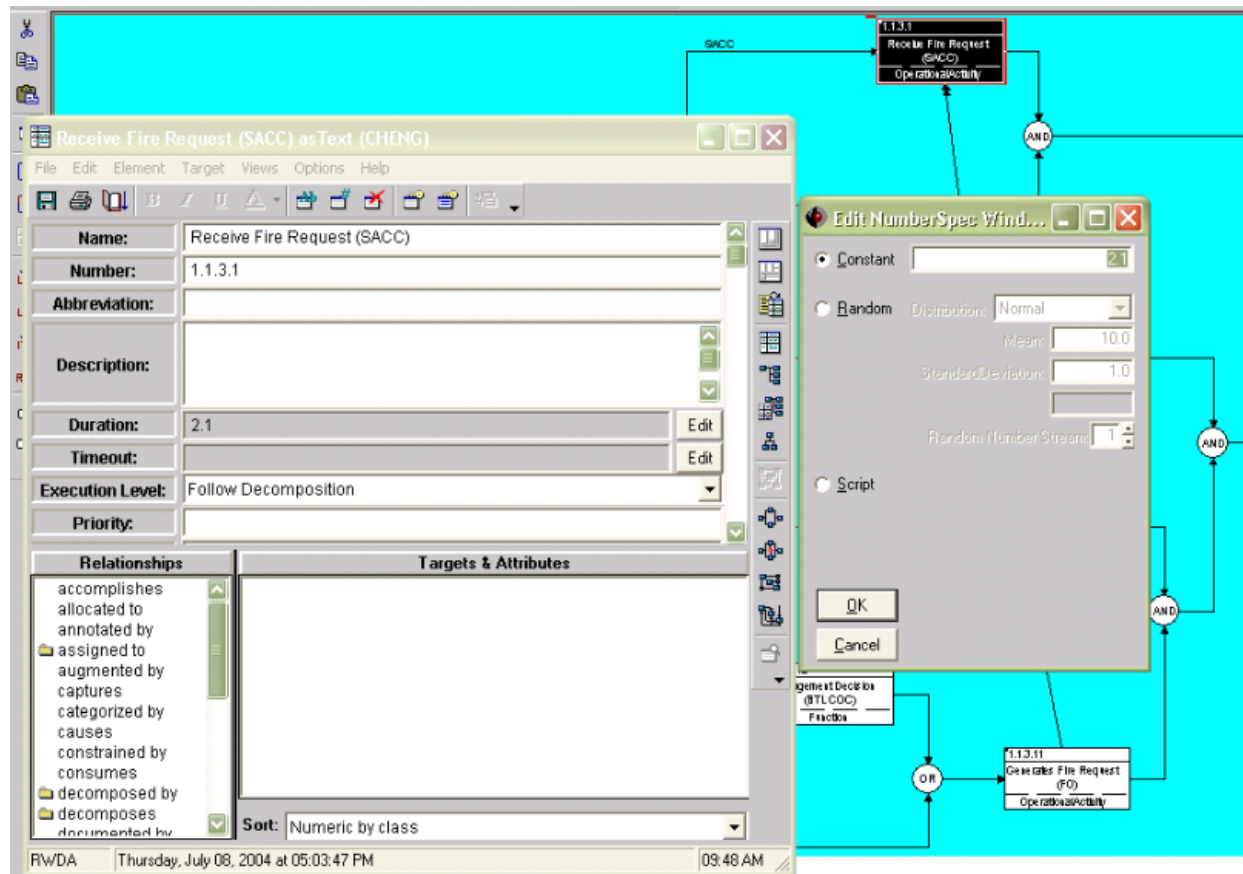 SACC
1.1.3.1
Receive Fire Request
(SACC)
OperationalActivity
AND
Receive Fire Request (SACC) asText (CHENG)
File Edit Element Target Views Options Help
B I U A
Name: Receive Fire Request (SACC)
Number: 1.1.3.1
Abbreviation:
Description:
Duration: 2.1 Edit
Timeout: Edit
Execution Level: Follow Decomposition
Priority:
Relationships
accomplishes
allocated to
annotated by
assigned to
augmented by
captures
categorized by
causes
constrained by
consumes
decomposed by
decomposes
documented by
Targets & Attributes
Sort: Numeric by class
RWDA Thursday, July 08, 2004 at 05:03:47 PM 09:48 AM
Edit NumberSpec Wind...
Constant 2.1
Random Distribution: Normal
Mean: 10.0
StandardDeviation: 1.0
Random Number Stream: 1
Script
OK
Cancel
AND
AND
gement Decision
(BTLCOC)
Function
OR
1.1.3.11
Generates Fire Request
(FO)
OperationalActivity